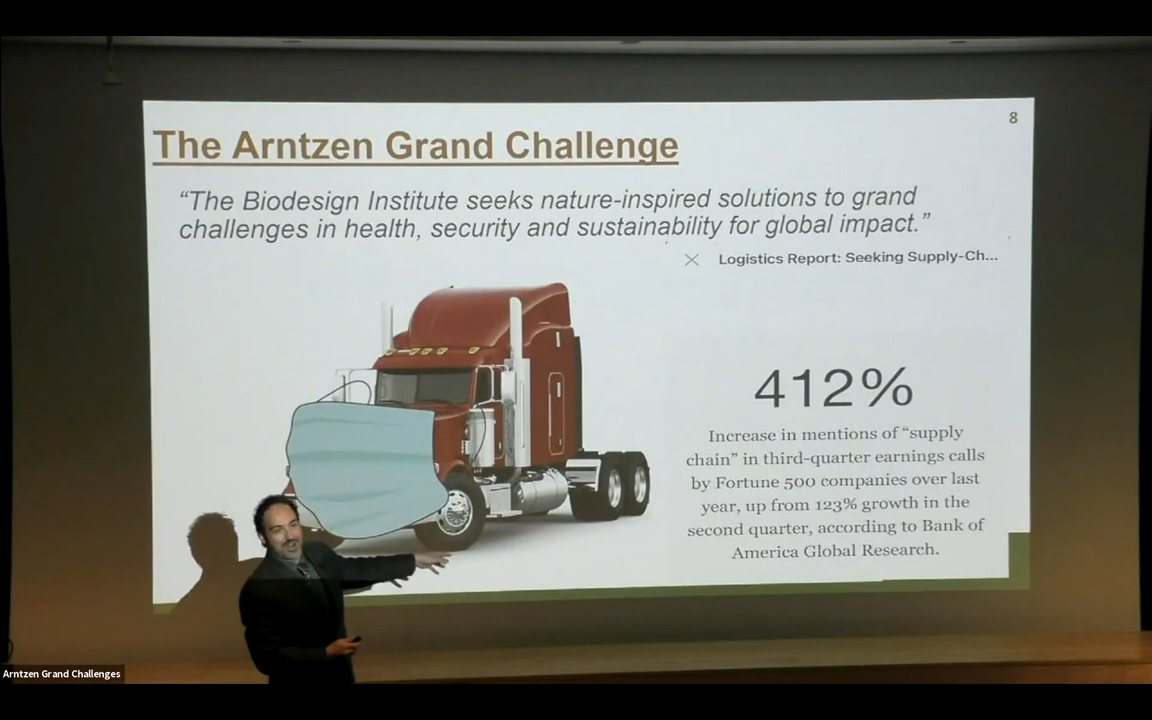 8
The Arntzen Grand Challenge
“The Biodesign Institute seeks nature-inspired solutions to grand
challenges in health, security and sustainability for global impact.”
Logistics Report: Seeking Supply-Ch...
412%
Increase in mentions of “supply
chain” in third-quarter earnings calls
by Fortune 500 companies over last
year, up from 123% growth in the
second quarter, according to Bank of
America Global Research.
Arntzen Grand Challenges